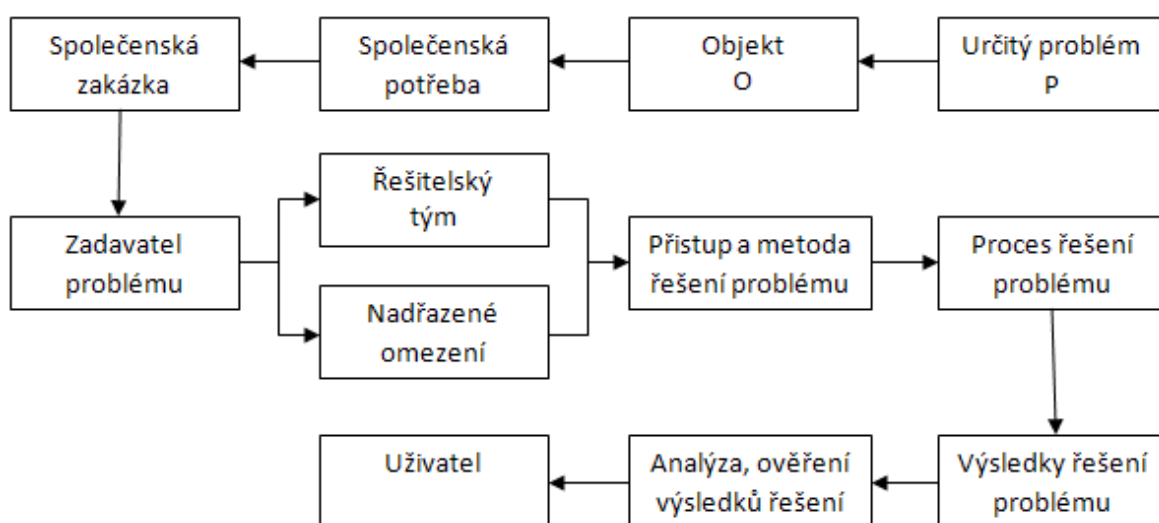 Společenská
zakázka
Společenská
potřeba
Objekt
O
Určitý problém
P
Řešitelský
tým
Zadavatel
problému
Nadřazené
omezení
Přistup a metoda
řešení problému
Proces řešení
problému
Uživatel
Analýza, ověření
výsledků řešení
Výsledky řešení
problému